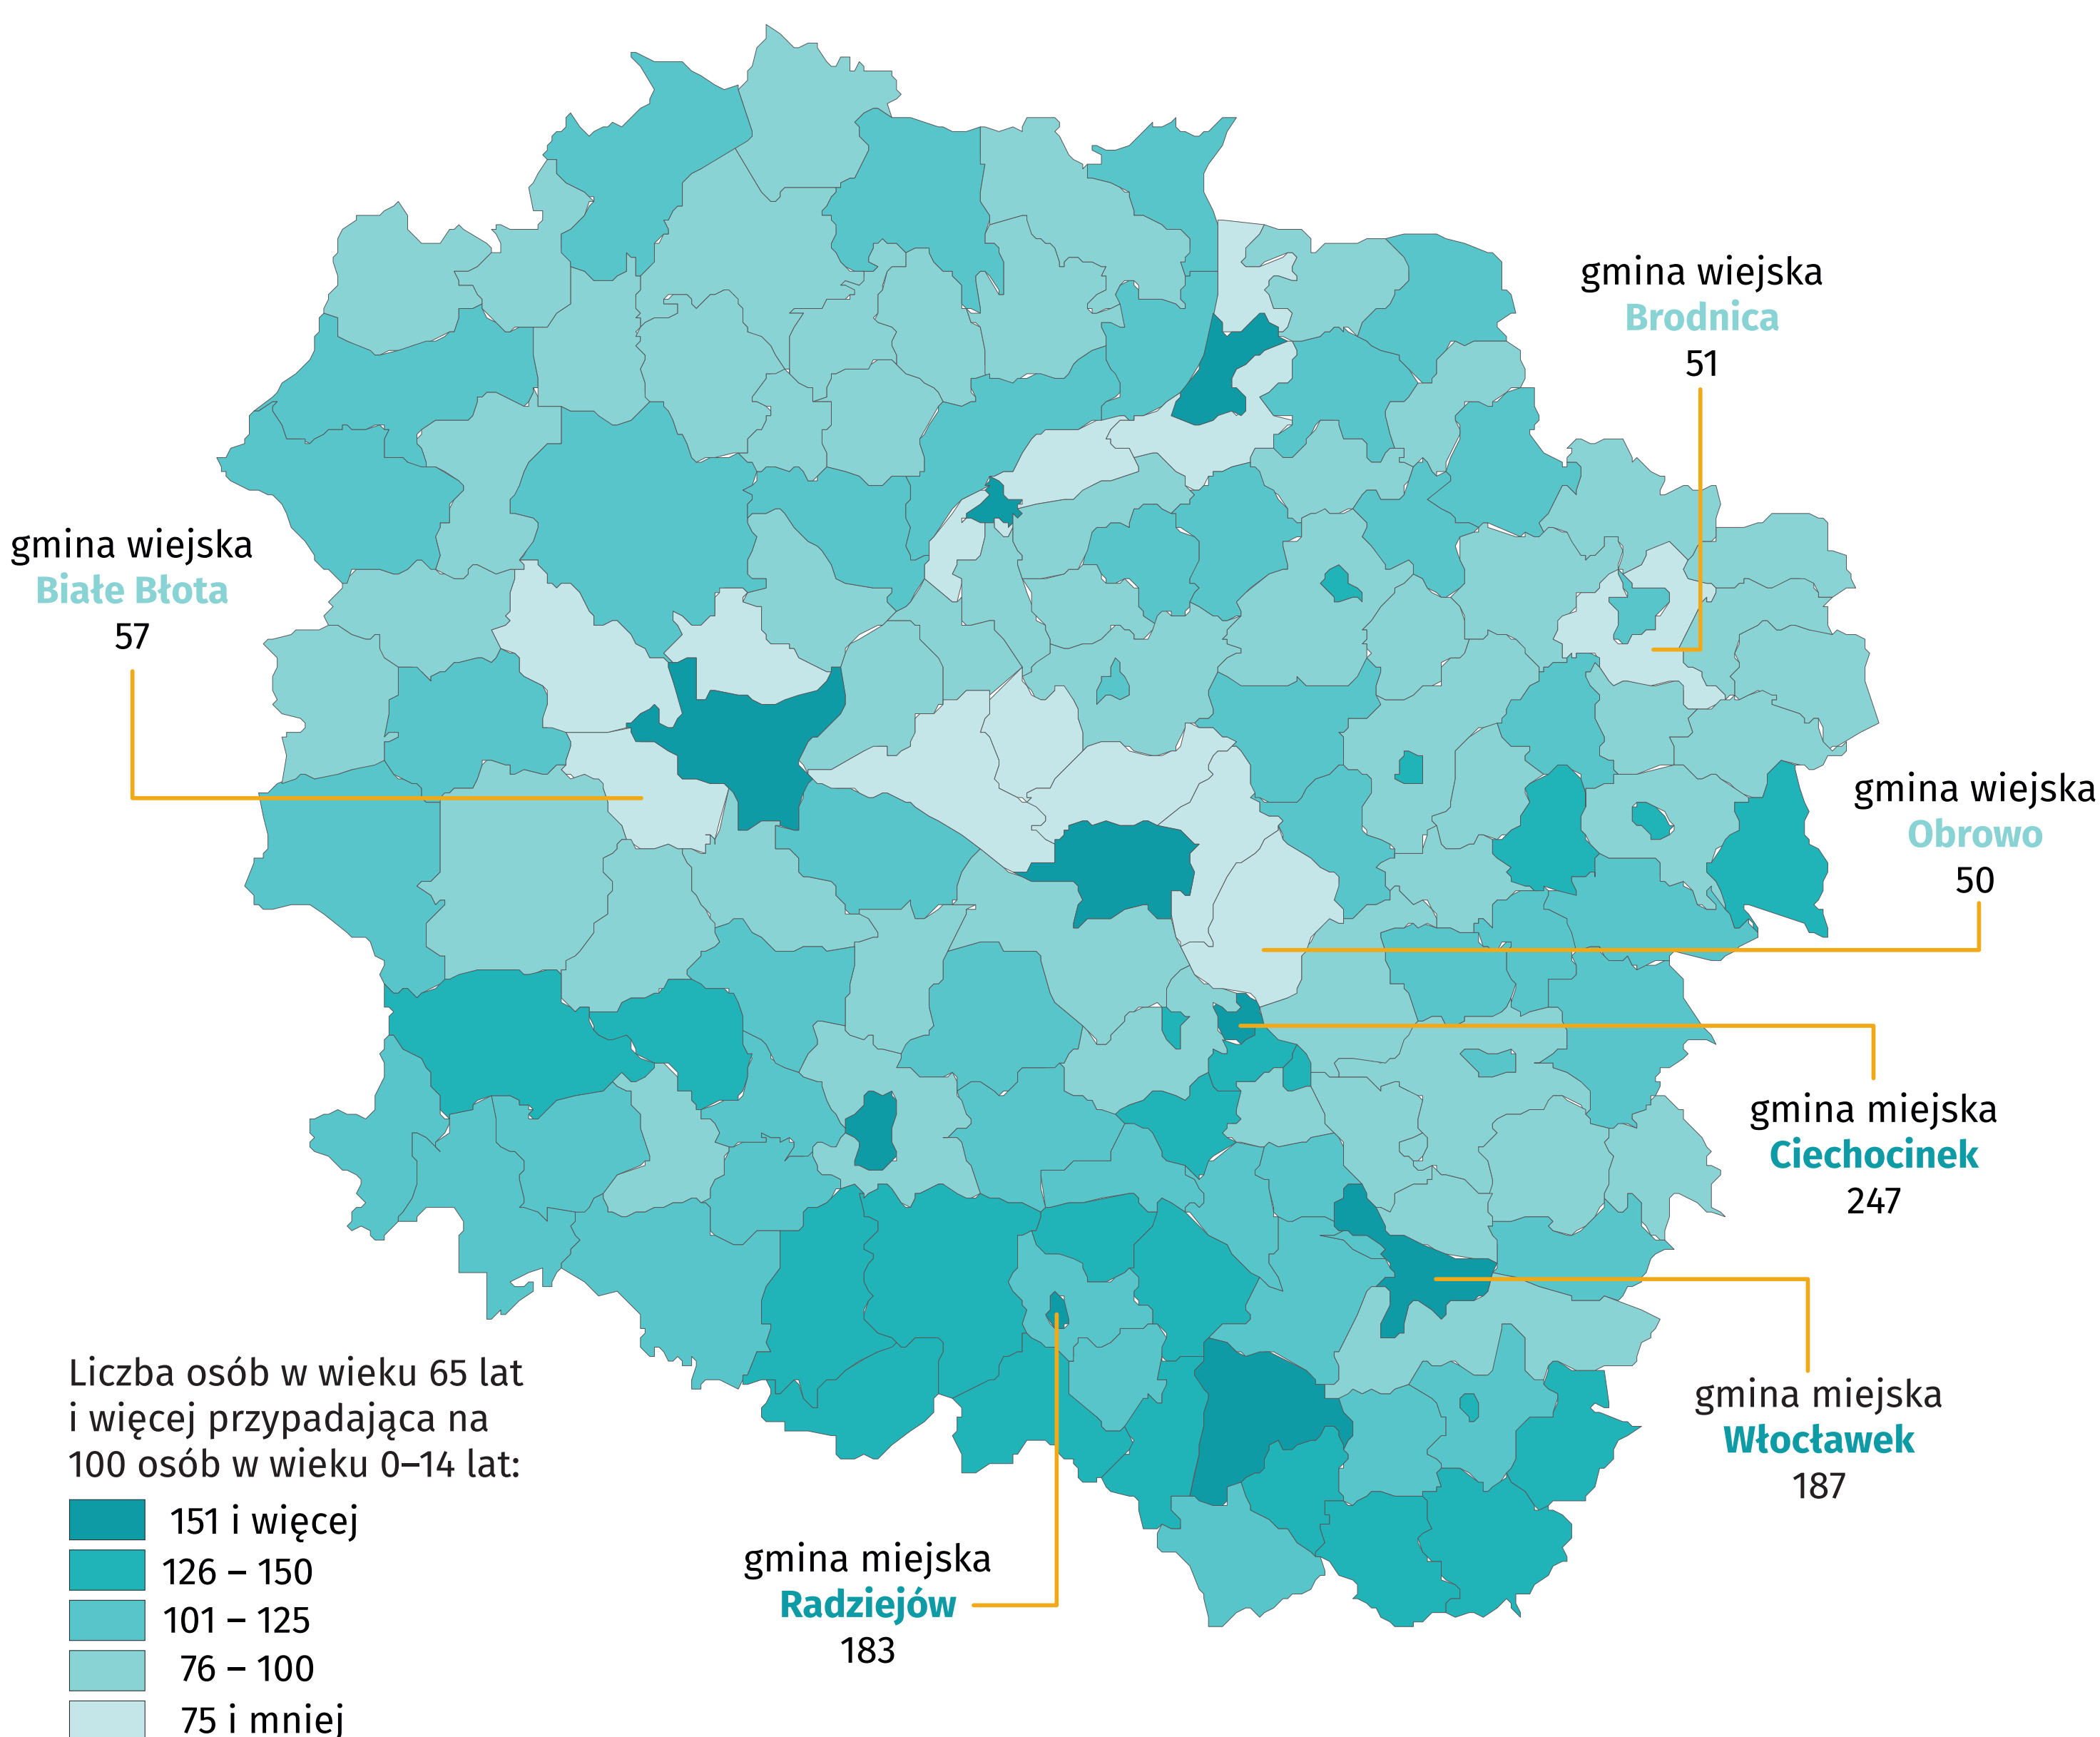 gmina wiejska
Brodnica
51
gmina wiejska
Białe Błota
57
gmina wiejska
Obrowo
50
gmina miejska
Ciechocinek
247
gmina miejska
Włocławek
187
gmina miejska
Radziejów
183
Liczba osób w wieku 65 lat
i więcej przypadająca na
100 osób w wieku 0–14 lat:
151 i więcej
126 – 150
101 – 125
76 – 100
75 i mniej